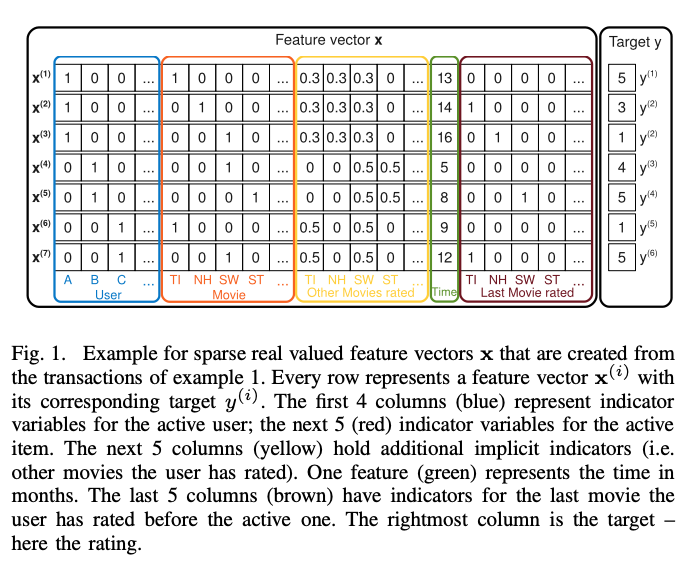 Feature vector x Target y
x(1) 1 0 0 ... 1 0 0 0 ... 0.3 0.3 0.3 0 ... 13 0 0 0 0 ... 5 y(1)
x(2) 1 0 0 ... 0 1 0 0 ... 0.3 0.3 0.3 0 ... 14 1 0 0 0 ... 3 y(2)
x(3) 1 0 0 ... 0 0 1 0 ... 0.3 0.3 0.3 0 ... 16 0 1 0 0 ... 1 y(2)
x(4) 0 1 0 ... 0 0 1 0 ... 0 0 0.5 0.5 ... 5 0 0 0 0 ... 4 y(3)
x(5) 0 1 0 ... 0 0 0 1 ... 0 0 0.5 0.5 ... 8 0 0 1 0 ... 5 y(4)
x(6) 0 0 1 ... 1 0 0 0 ... 0.5 0 0.5 0 ... 9 0 0 0 0 ... 1 y(5)
x(7) 0 0 1 ... 0 0 1 0 ... 0.5 0 0.5 0 ... 12 1 0 0 0 ... 5 y(6)
A B C ... TI NH SW ST ... TI NH SW ST ... TI NH SW ST ...
User Movie Other Movies rated Time Last Movie rated
Fig. 1. Example for sparse real valued feature vectors x that are created from
the transactions of example 1. Every row represents a feature vector x(i) with
its corresponding target y(i). The first 4 columns (blue) represent indicator
variables for the active user; the next 5 (red) indicator variables for the active
item. The next 5 columns (yellow) hold additional implicit indicators (i.e.
other movies the user has rated). One feature (green) represents the time in
months. The last 5 columns (brown) have indicators for the last movie the
user has rated before the active one. The rightmost column is the target –
here the rating.